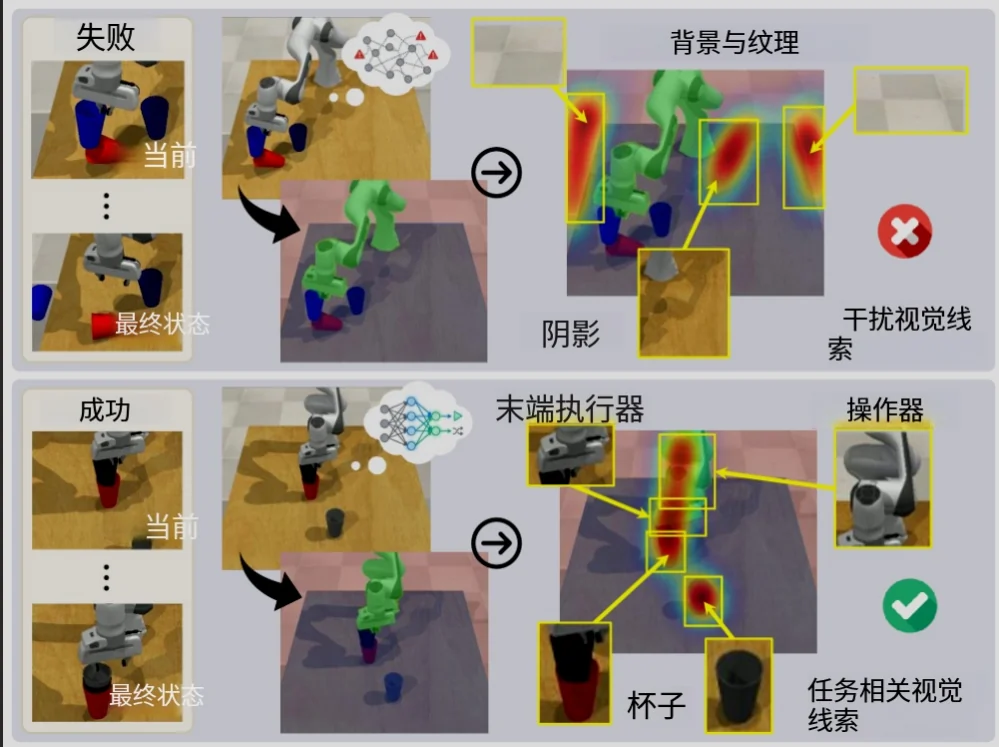 失败
背景与纹理
当前
最终状态
阴影
干扰视觉线
索
成功
末端执行器
操作器
当前
最终状态
杯子
任务相关视觉
线索